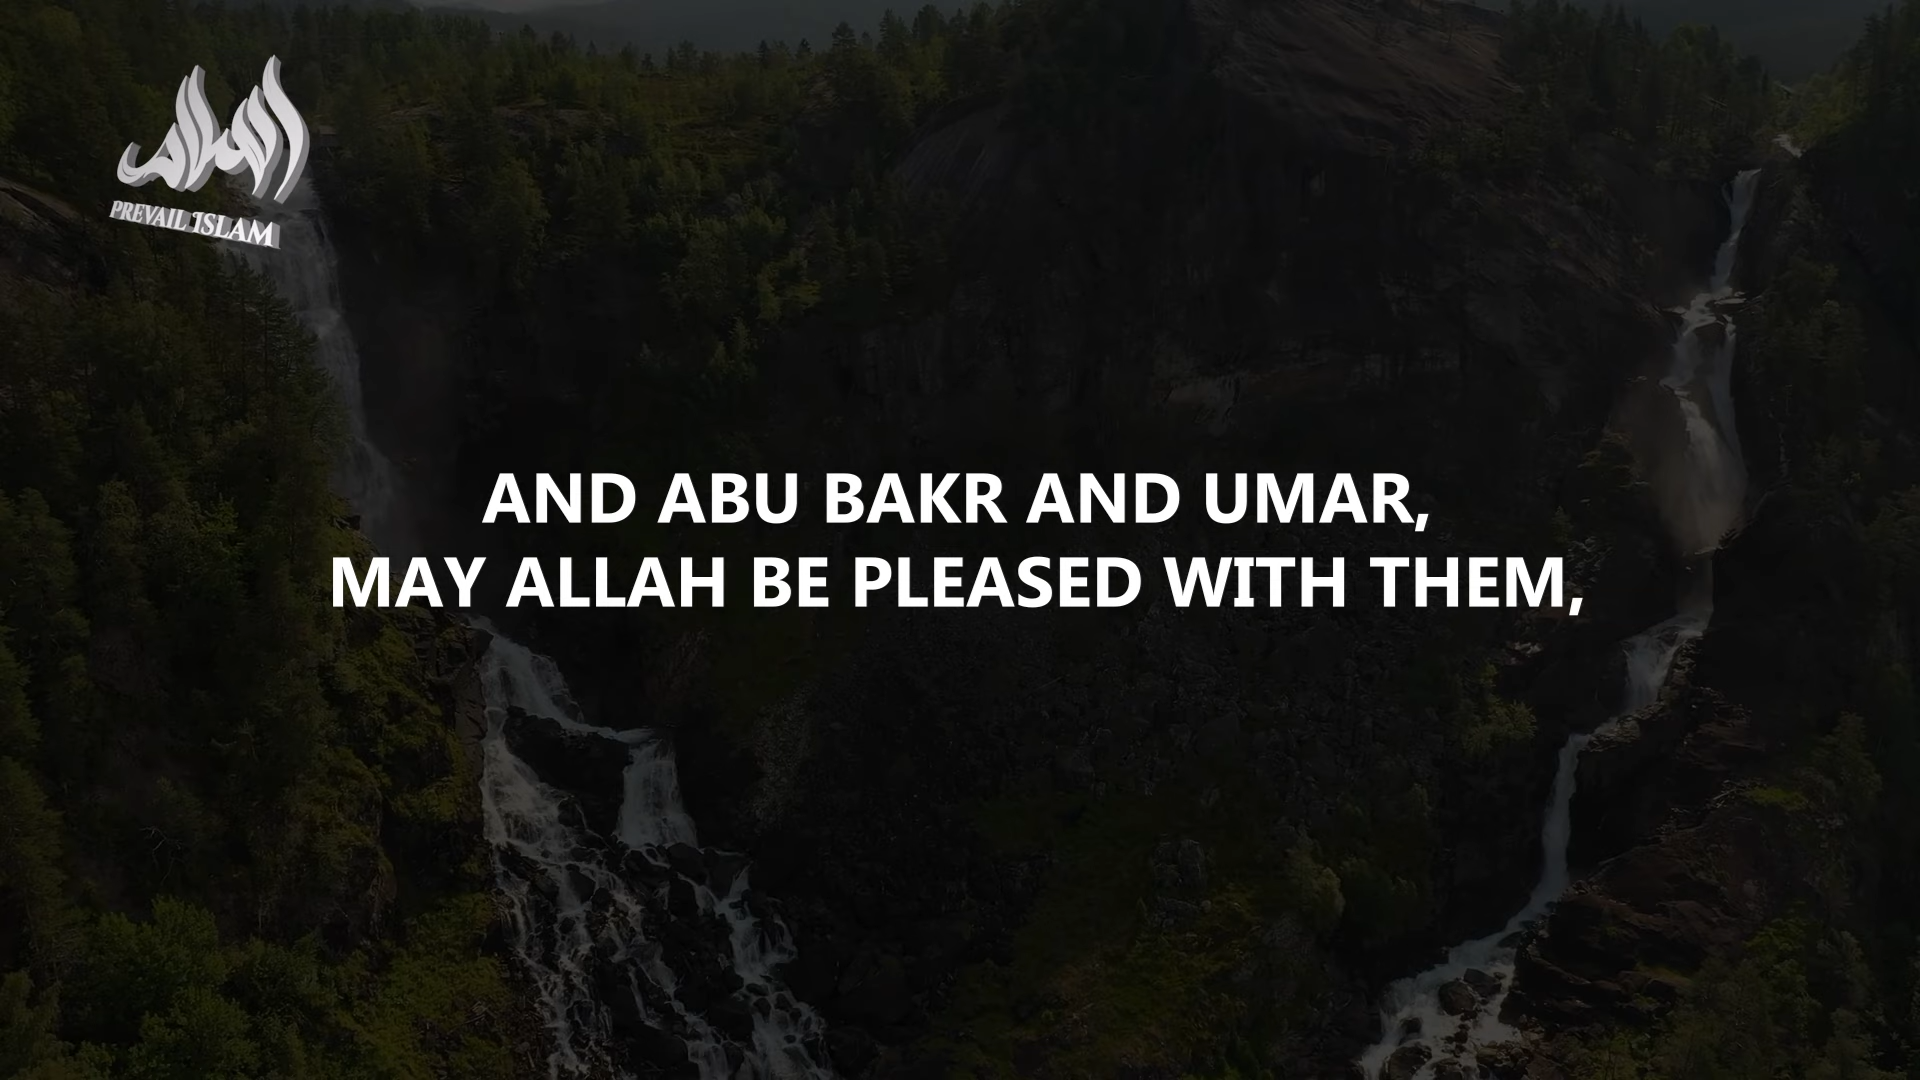 PREVAIL ISLAM
AND ABU BAKR AND UMAR,
MAY ALLAH BE PLEASED WITH THEM,